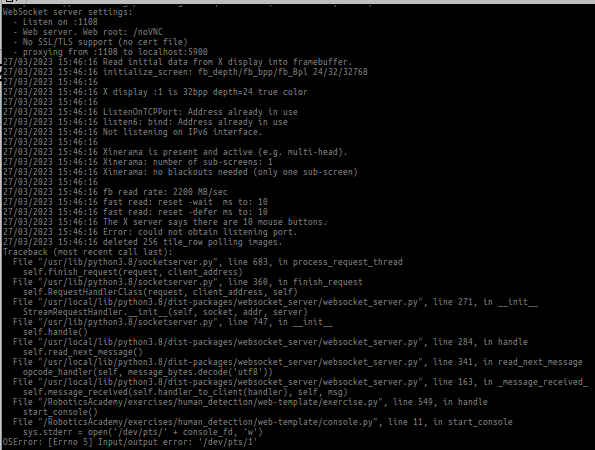 WebSocket server settings:
  - Listen on :1108
  - Web server. Web root: /noVNC
  - No SSL/TLS support (no cert file)
  - proxying from :1108 to localhost:5900
27/03/2023 15:46:16 Read initial data from X display into framebuffer.
27/03/2023 15:46:16 initialize_screen: fb_depth/fb_bpp/fb_Bpl 24/32/32768
27/03/2023 15:46:16
27/03/2023 15:46:16 X display :1 is 32bpp depth=24 true color
27/03/2023 15:46:16
27/03/2023 15:46:16 ListenOnTCPPort: Address already in use
27/03/2023 15:46:16 listen6: bind: Address already in use
27/03/2023 15:46:16 Not listening on IPv6 interface.
27/03/2023 15:46:16
27/03/2023 15:46:16 Xinerama is present and active (e.g. multi-head).
27/03/2023 15:46:16 Xinerama: number of sub-screens: 1
27/03/2023 15:46:16 Xinerama: no blackouts needed (only one sub-screen)
27/03/2023 15:46:16
27/03/2023 15:46:16 fb read rate: 2200 MB/sec
27/03/2023 15:46:16 fast read: reset -wait  ms to: 10
27/03/2023 15:46:16 fast read: reset -defer ms to: 10
27/03/2023 15:46:16 The X server says there are 10 mouse buttons.
27/03/2023 15:46:16 Error: could not obtain listening port.
27/03/2023 15:46:16 deleted 256 tile_row polling images.
Traceback (most recent call last):
  File "/usr/lib/python3.8/socketserver.py", line 683, in process_request_thread
    self.finish_request(request, client_address)
  File "/usr/lib/python3.8/socketserver.py", line 360, in finish_request
    self.RequestHandlerClass(request, client_address, self)
  File "/usr/local/lib/python3.8/dist-packages/websocket_server/websocket_server.py", line 271, in __init__
    StreamRequestHandler.__init__(self, socket, addr, server)
  File "/usr/lib/python3.8/socketserver.py", line 747, in __init__
    self.handle()
  File "/usr/local/lib/python3.8/dist-packages/websocket_server/websocket_server.py", line 284, in handle
    self.read_next_message()
  File "/usr/local/lib/python3.8/dist-packages/websocket_server/websocket_server.py", line 341, in read_next_message
    opcode_handler(self, message_bytes.decode('utf8'))
  File "/usr/local/lib/python3.8/dist-packages/websocket_server/websocket_server.py", line 163, in _message_received_
    self.message_received(self.handler_to_client(handler), self, msg)
  File "/RoboticsAcademy/exercises/human_detection/web-template/exercise.py", line 549, in handle
    start_console()
  File "/RoboticsAcademy/exercises/human_detection/web-template/console.py", line 11, in start_console
    sys.stderr = open('/dev/pts/' + console_fd, 'w')
OSError: [Errno 5] Input/output error: '/dev/pts/1'